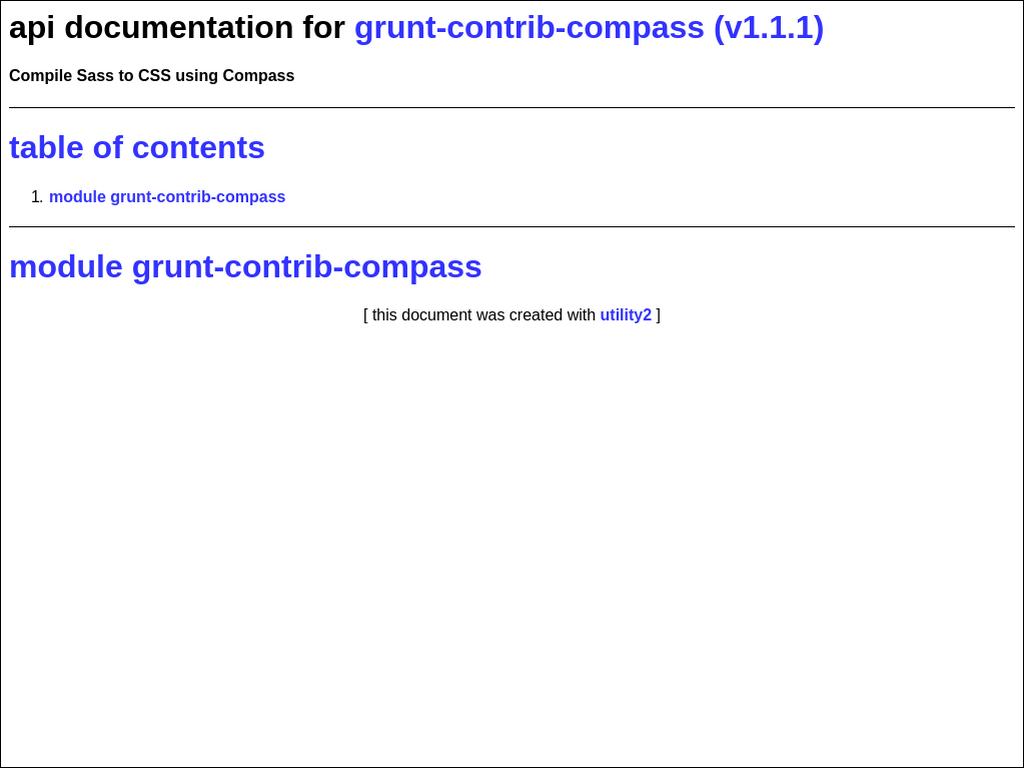 api documentation for grunt-contrib-compass (v1.1.1)
Compile Sass to CSS using Compass
table of contents
1. module grunt-contrib-compass
module grunt-contrib-compass
[ this document was created with utility2 ]